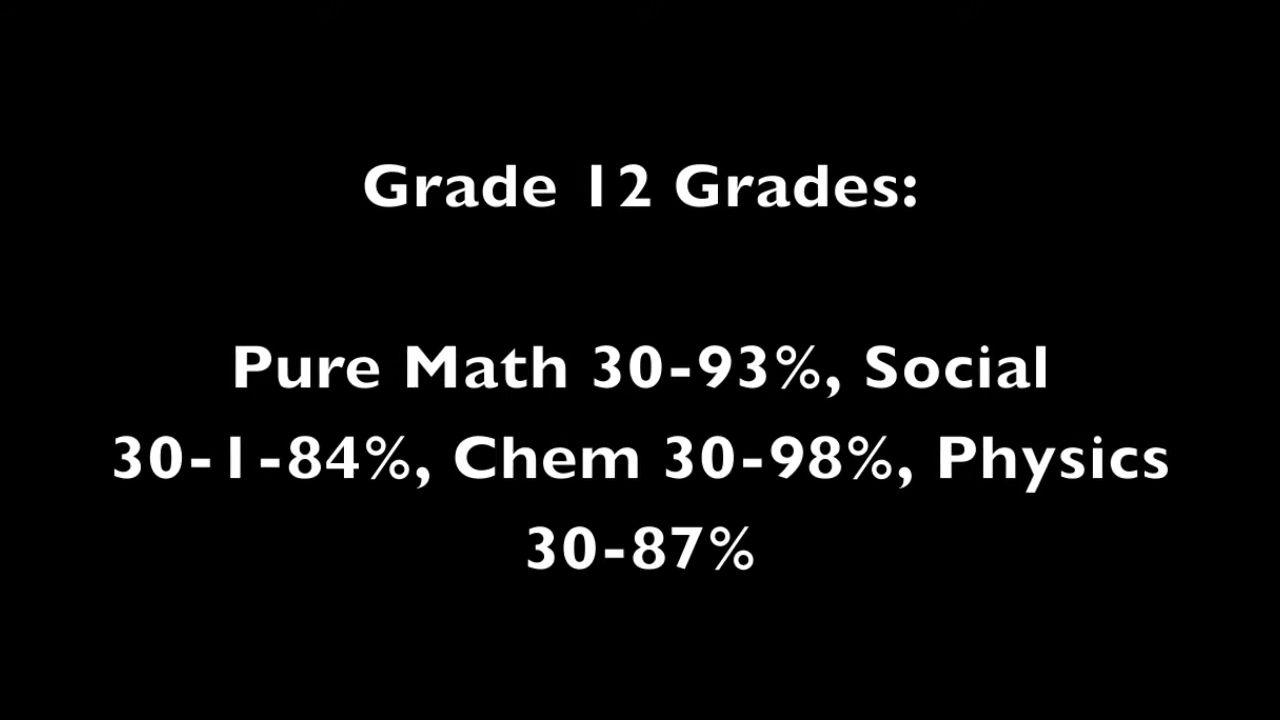 Grade 12 Grades:
Pure Math 30-93%, Social
30-1-84%, Chem 30-98%, Physics
30-87%